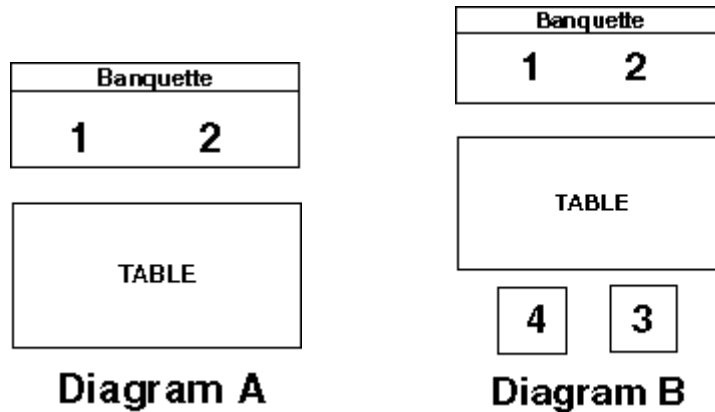 Banquette
1 2
TABLE
Diagram A
Banquette
1 2
TABLE
4 3
Diagram B